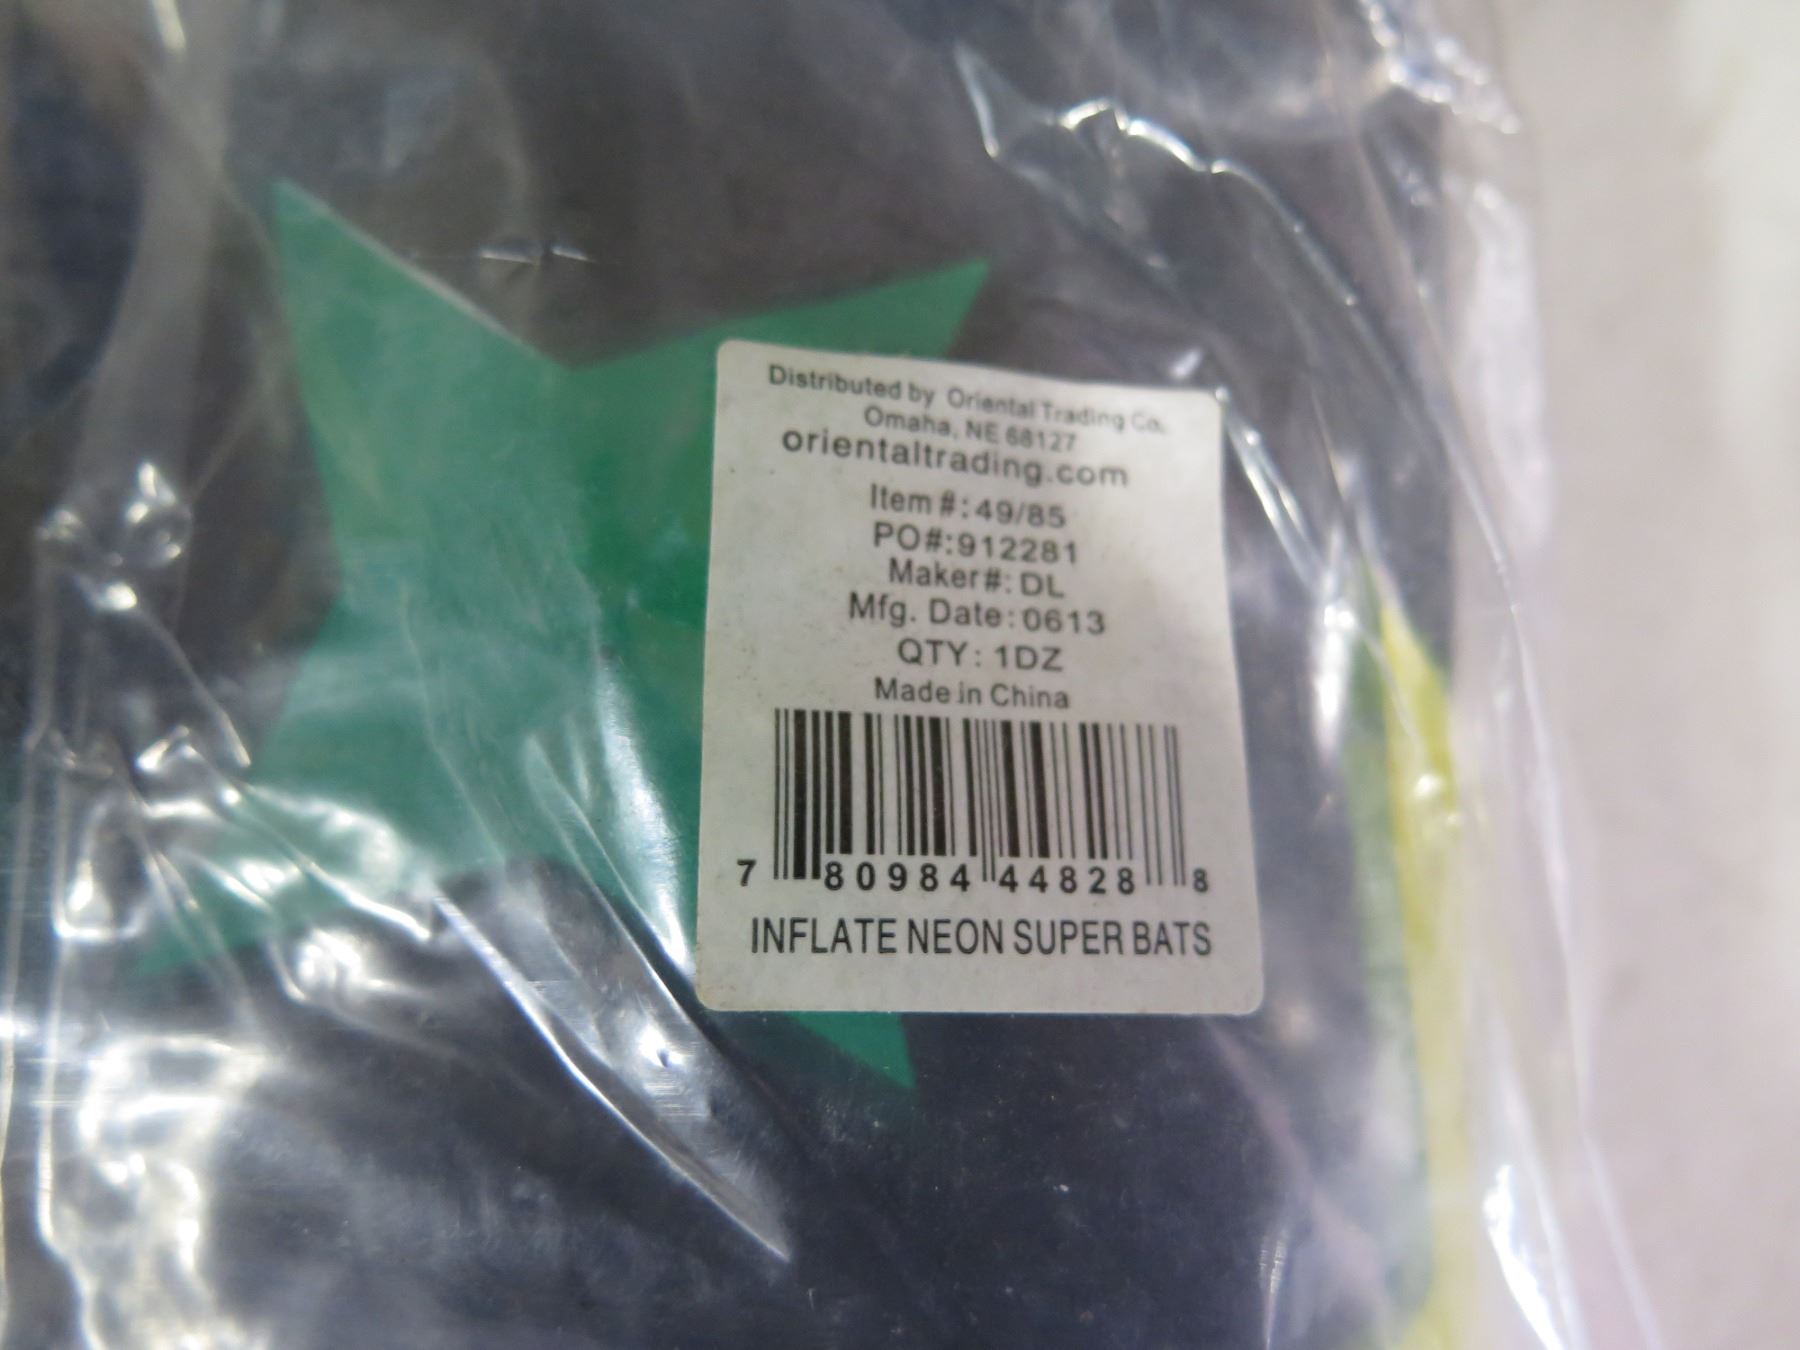 Distributed by Oriental Trading Co.
Omaha, NE 68127
orientaltrading.com
Item #: 49/85
PO#:912281
Maker#: DL
Mfg. Date: 0613
QTY: 1DZ
Made in China
7 80984 44828 8
INFLATE NEON SUPER BATS